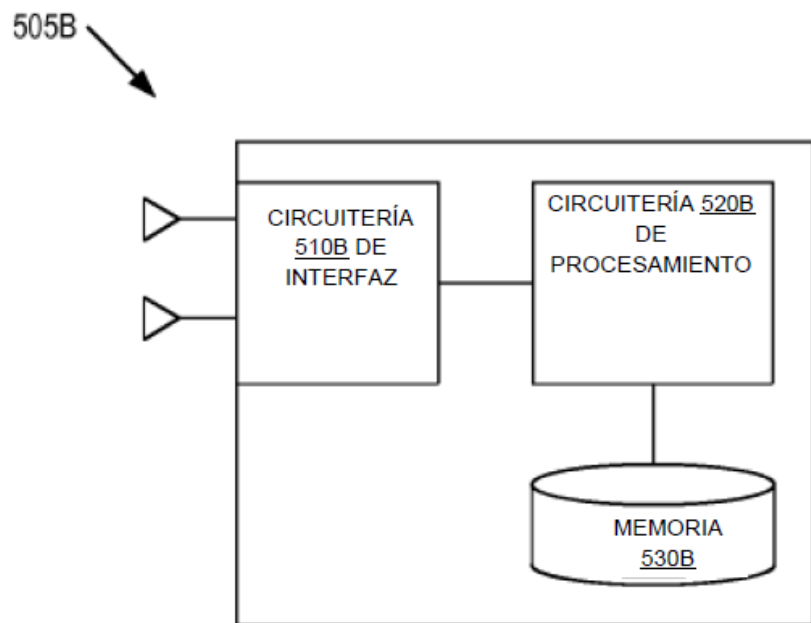 505B
CIRCUITERÍA
510B DE
INTERFAZ
CIRCUITERÍA 520B
DE
PROCESAMIENTO
MEMORIA
530B